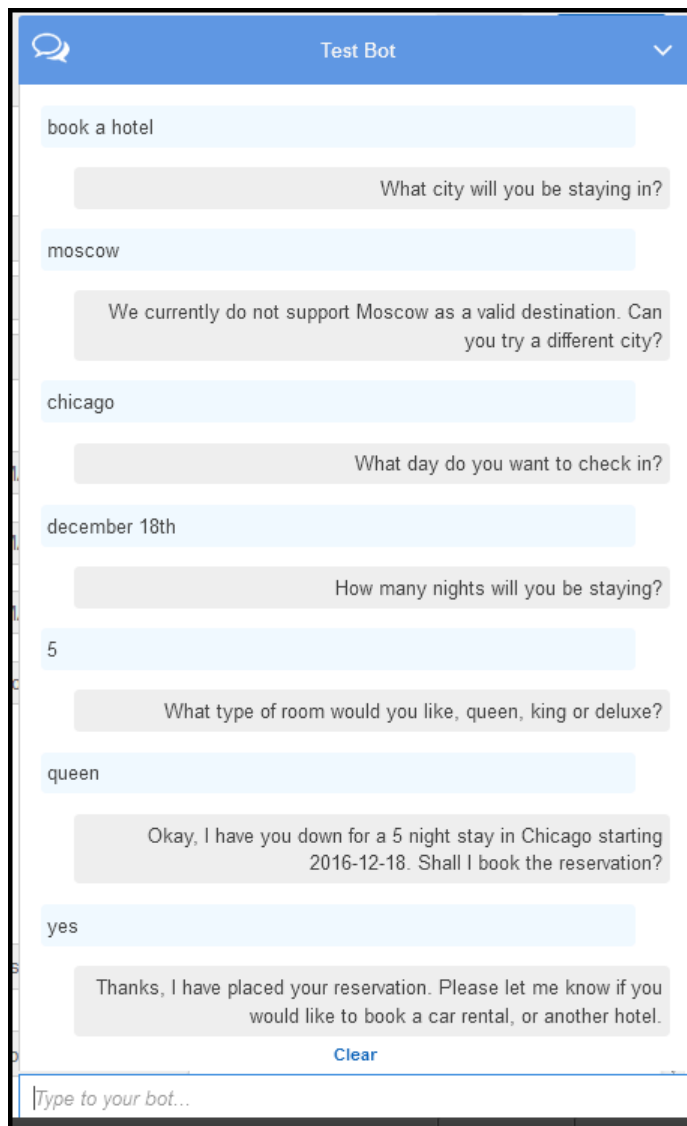 Test Bot
book a hotel
What city will you be staying in?
moscow
We currently do not support Moscow as a valid destination. Can
you try a different city?
chicago
What day do you want to check in?
december 18th
How many nights will you be staying?
5
What type of room would you like, queen, king or deluxe?
queen
Okay, I have you down for a 5 night stay in Chicago starting
2016-12-18. Shall I book the reservation?
yes
Thanks, I have placed your reservation. Please let me know if you
would like to book a car rental, or another hotel.
Clear
Type to your bot...